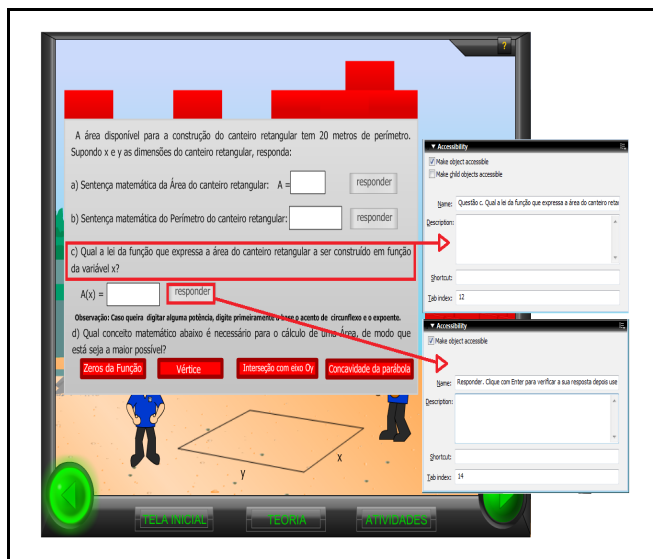 ?
A área disponível para a construção do canteiro retangular tem 20 metros de perímetro.
Supondo x e y as dimensões do canteiro retangular, responda:
a) Sentença matemática da Área do canteiro retangular: A =
responder
b) Sentença matemática do Perímetro do canteiro retangular:
responder
c) Qual a lei da função que expressa a área do canteiro retangular a ser construído em função
da variável x?
A(x) =
responder
Observação: Caso queira digitar alguma potência, digite primeiramente a base o acento de circunflexo e o expoente.
d) Qual conceito matemático abaixo é necessário para o cálculo de uma Área, de modo que
está seja a maior possível?
Zeros da Função
Vértice
Interseção com eixo Oy
Concavidade da parábola
x
y
TELA INICIAL
TEORIA
ATIVIDADES
▼ Accessibility
Make object accessible
Make child objects accessible
Name: Questão c. Qual a lei da função que expressa a área do canteiro reta
Description:
Shortcut:
Tab index: 12
▼ Accessibility
Make object accessible
Name: Responder. Clique com Enter para verificar a sua resposta depois use
Description:
Shortcut:
Tab index: 14